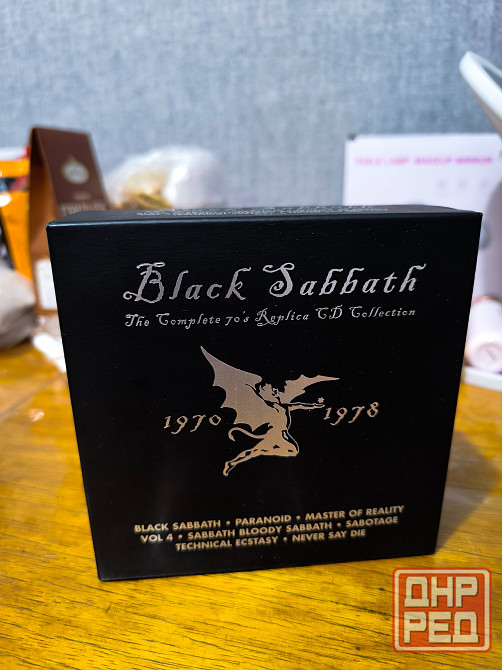 Black Sabbath
The Complete 70's Replica CD Collection
1970 1978
BLACK SABBATH • PARANOID • MASTER OF REALITY
VOL 4 • SABBATH BLOODY SABBATH • SABOTAGE
TECHNICAL ECSTASY • NEVER SAY DIE
ДНР
РЕД